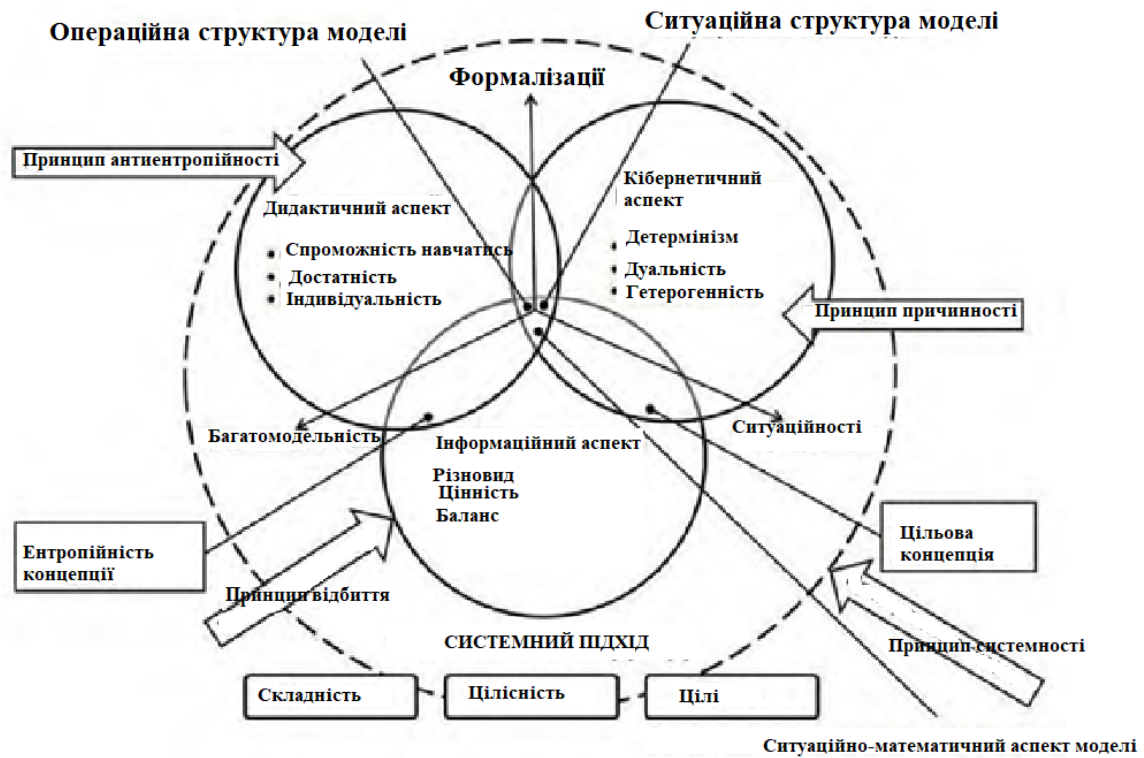 Операційна структура моделі
Ситуаційна структура моделі
Формалізації
Принцип антиентропійності
Дидактичний аспект
Спроможність навчатись
Достатність
Індивідуальність
Кібернетичний
аспект
Детермінізм
Дуальність
Гетерогенність
Принцип причинності
Багатомодельність
Ситуаційності
Інформаційний аспект
Різновид
Цінність
Баланс
Ентропійність
концепції
Цільова
концепція
Принцип відбиття
Принцип системності
СИСТЕМНИЙ ПІДХІД
Складність
Цілісність
Цілі
Ситуаційно-математичний аспект моделі